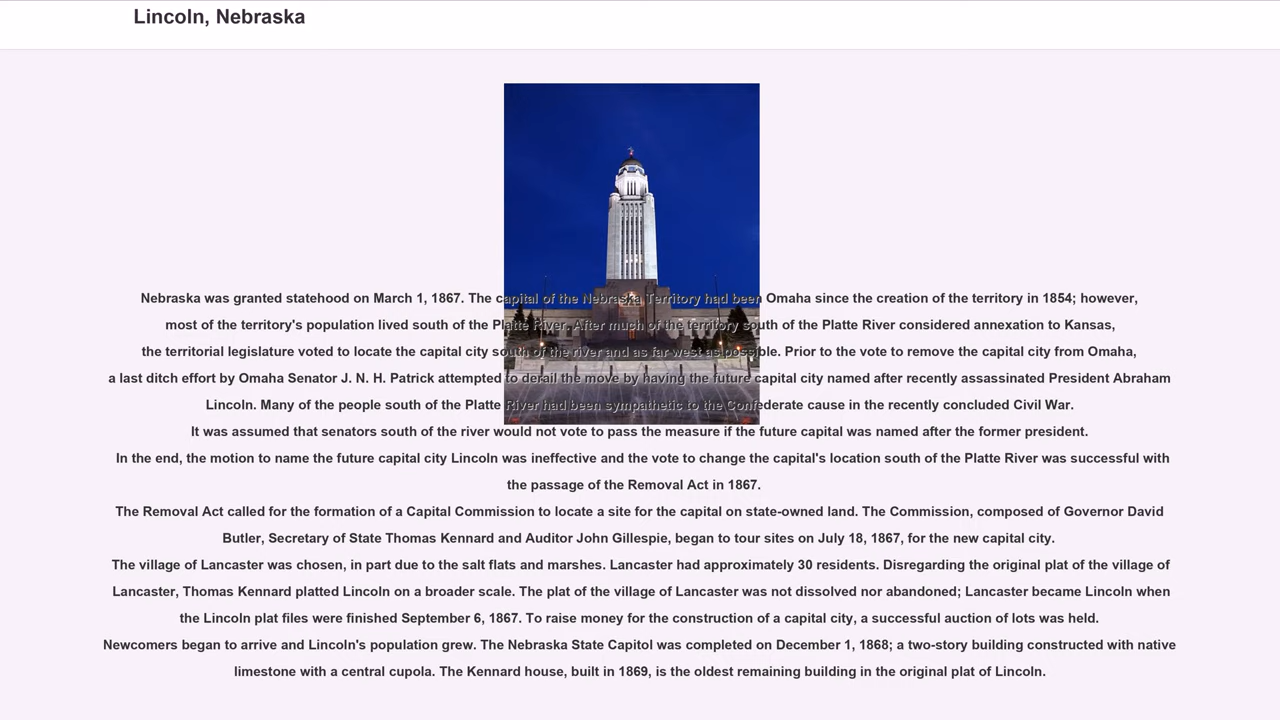 Lincoln, Nebraska
Nebraska was granted statehood on March 1, 1867. The capital of the Nebraska Territory had been Omaha since the creation of the territory in 1854; however,
most of the territory's population lived south of the Platte River. After much of the territory south of the Platte River considered annexation to Kansas,
the territorial legislature voted to locate the capital city south of the river and as far west as possible. Prior to the vote to remove the capital city from Omaha,
a last ditch effort by Omaha Senator J. N. H. Patrick attempted to derail the move by having the future capital city named after recently assassinated President Abraham
Lincoln. Many of the people south of the Platte River had been sympathetic to the Confederate cause in the recently concluded Civil War.
It was assumed that senators south of the river would not vote to pass the measure if the future capital was named after the former president.
In the end, the motion to name the future capital city Lincoln was ineffective and the vote to change the capital's location south of the Platte River was successful with
the passage of the Removal Act in 1867.
The Removal Act called for the formation of a Capital Commission to locate a site for the capital on state-owned land. The Commission, composed of Governor David
Butler, Secretary of State Thomas Kennard and Auditor John Gillespie, began to tour sites on July 18, 1867, for the new capital city.
The village of Lancaster was chosen, in part due to the salt flats and marshes. Lancaster had approximately 30 residents. Disregarding the original plat of the village of
Lancaster, Thomas Kennard platted Lincoln on a broader scale. The plat of the village of Lancaster was not dissolved nor abandoned; Lancaster became Lincoln when
the Lincoln plat files were finished September 6, 1867. To raise money for the construction of a capital city, a successful auction of lots was held.
Newcomers began to arrive and Lincoln's population grew. The Nebraska State Capitol was completed on December 1, 1868; a two-story building constructed with native
limestone with a central cupola. The Kennard house, built in 1869, is the oldest remaining building in the original plat of Lincoln.